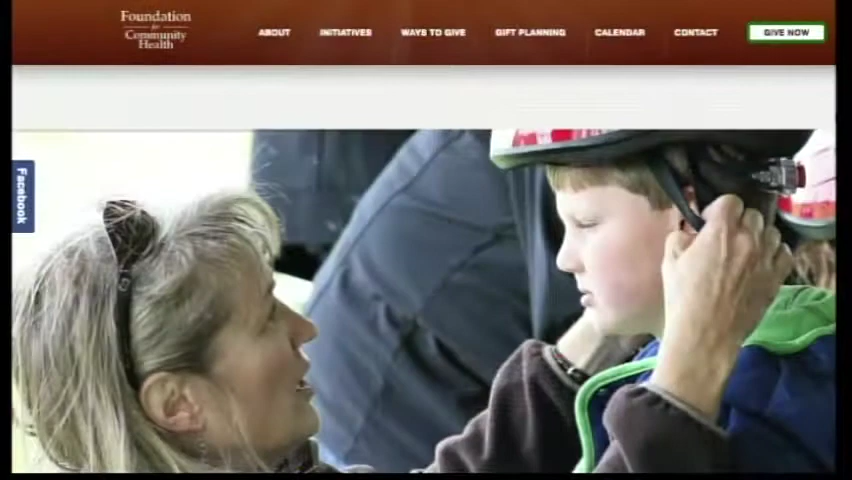 Foundation
for
Community
Health
ABOUT INITIATIVES WAYS TO GIVE GIFT PLANNING CALENDAR CONTACT GIVE NOW
Facebook